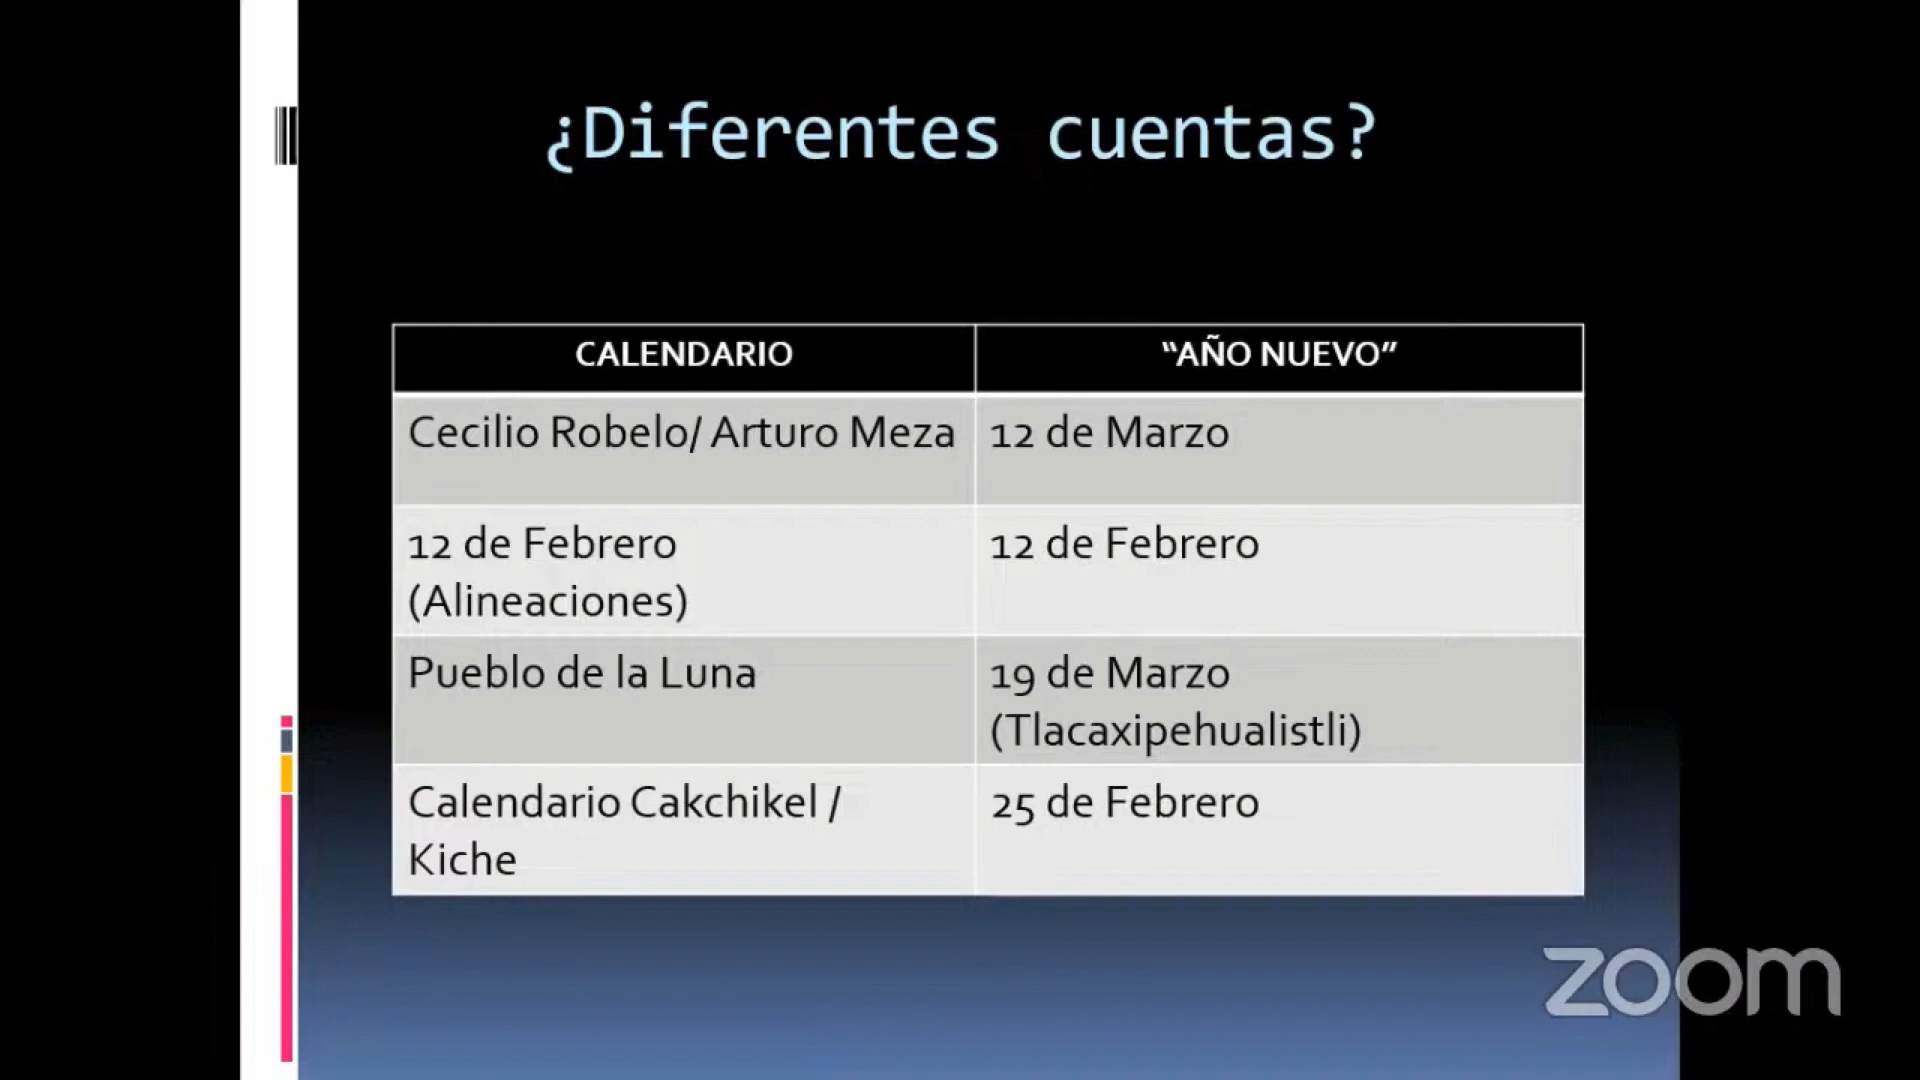 ¿Diferentes cuentas?
CALENDARIO
“AÑO NUEVO”
Cecilio Robelo/ Arturo Meza
12 de Marzo
12 de Febrero
(Alineaciones)
12 de Febrero
Pueblo de la Luna
19 de Marzo
(Tlacaxipehualistli)
Calendario Cakchikel /
Kiche
25 de Febrero
zoom